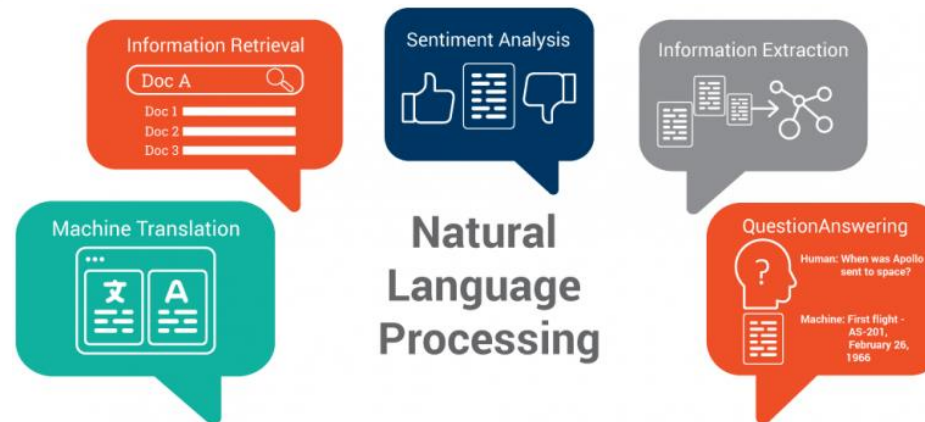 Information Retrieval
Doc A
Doc 1
Doc 2
Doc 3
Sentiment Analysis
Information Extraction
Machine Translation
文 A
Natural
Language
Processing
QuestionAnswering
?
Human: When was Apollo
sent to space?
Machine: First flight -
AS-201,
February 26,
1966